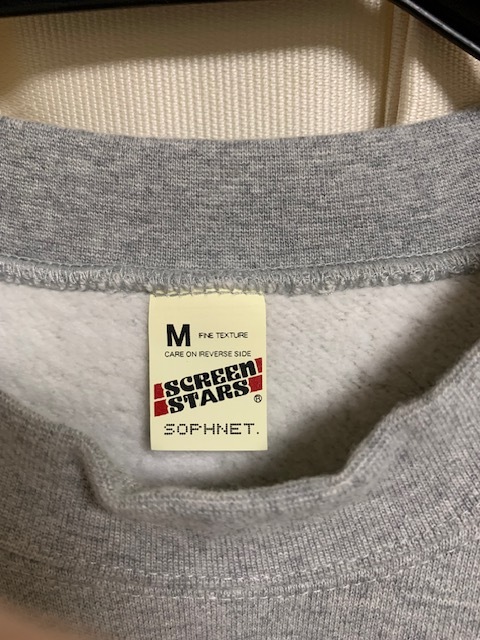 M FINE TEXTURE
CARE ON REVERSE SIDE
SCREEN
STARS®
SOPHNET.